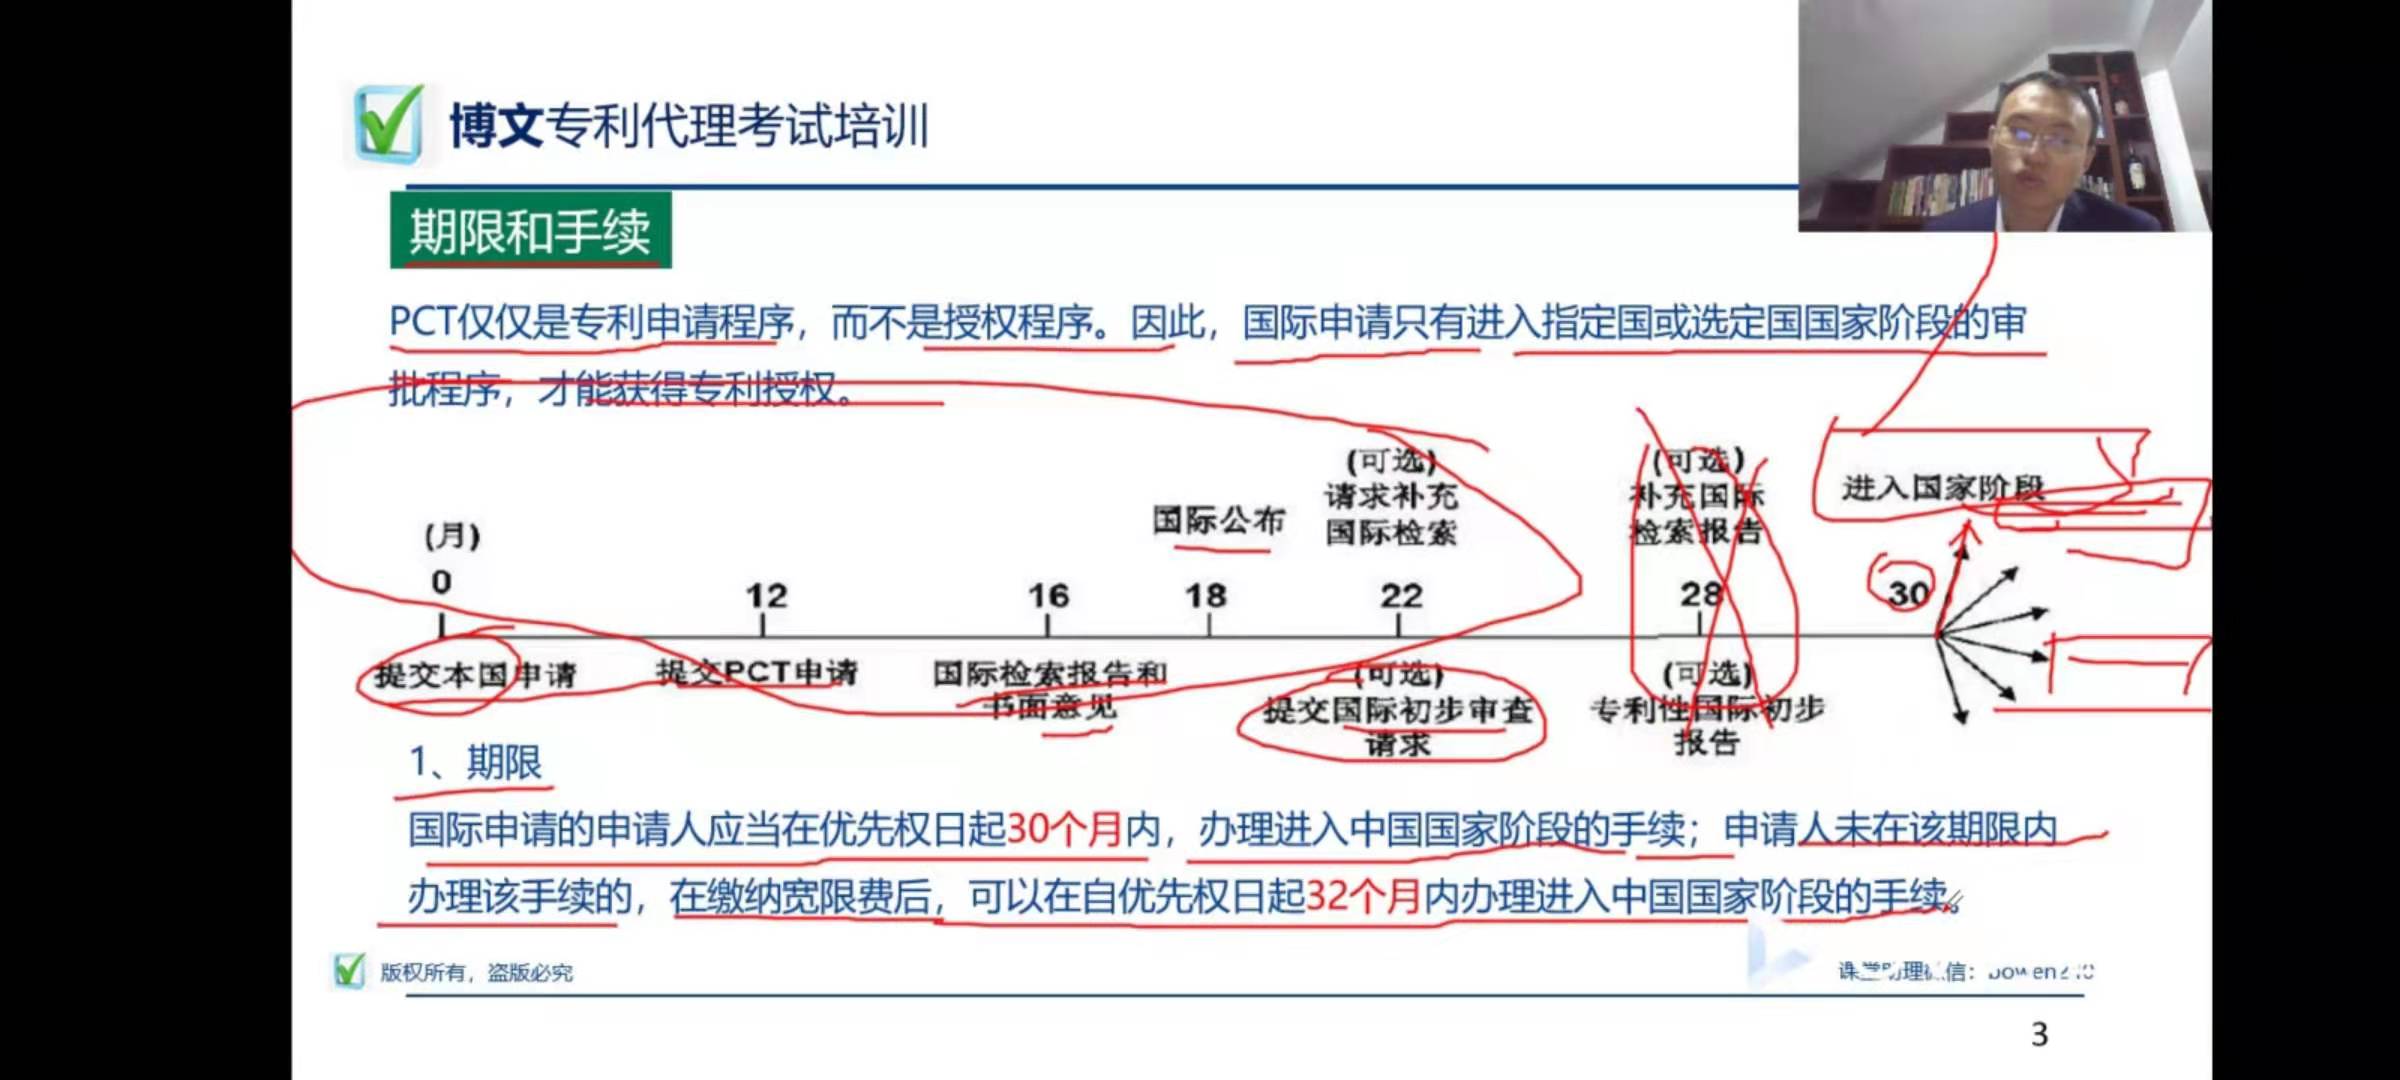 博文专利代理考试培训
期限和手续
PCT仅仅是专利申请程序，而不是授权程序。因此，国际申请只有进入指定国或选定国国家阶段的审
批程序，才能获得专利授权。
(月)
0
12
16
国际公布
18
(可选)
请求补充
国际检索
22
(可选)
补充国际
检索报告
28
进入国家阶段
30
提交本国申请
提交PCT申请
国际检索报告和
书面意见
(可选)
提交国际初步审查
请求
(可选)
专利性国际初步
报告
1、期限
国际申请的申请人应当在优先权日起30个月内，办理进入中国国家阶段的手续；申请人未在该期限内
办理该手续的，在缴纳宽限费后，可以在自优先权日起32个月内办理进入中国国家阶段的手续。
版权所有，盗版必究
课堂助理微信：
3